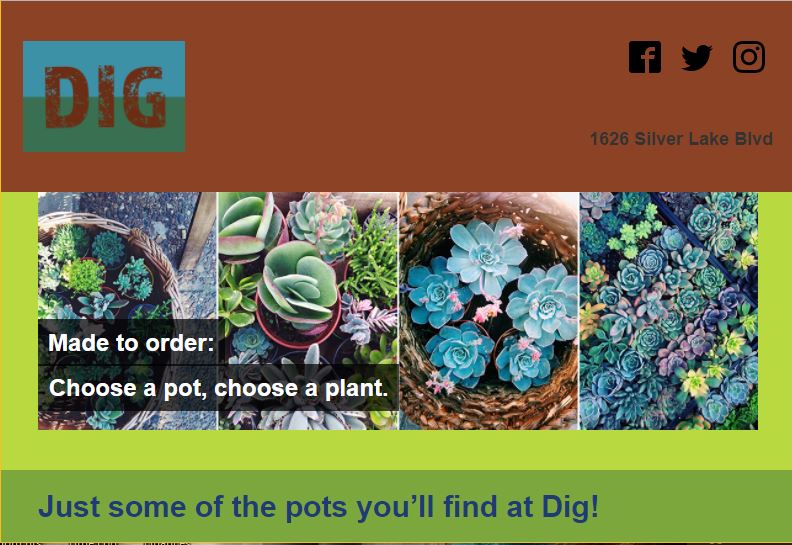 DIG
1626 Silver Lake Blvd
Made to order:
Choose a pot, choose a plant.
Just some of the pots you’ll find at Dig!